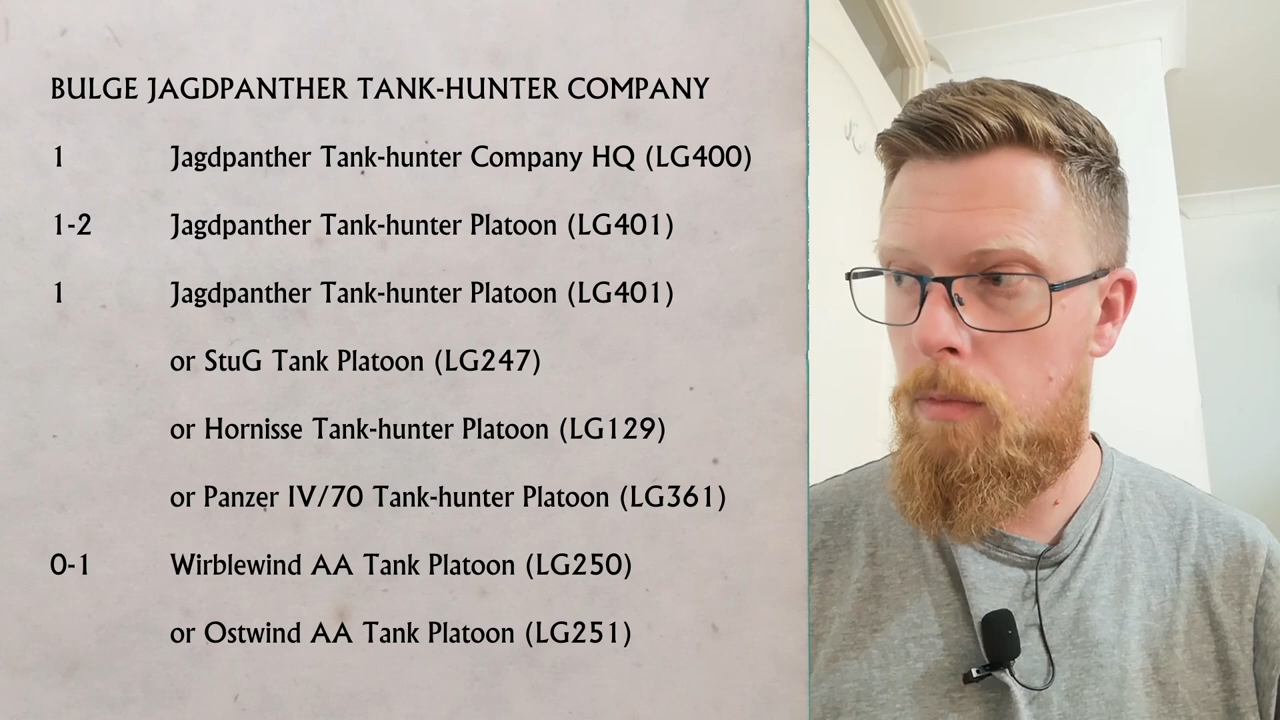 BULGE JAGDPANTHER TANK-HUNTER COMPANY
1 Jagdpanther Tank-hunter Company HQ (LG400)
1-2 Jagdpanther Tank-hunter Platoon (LG401)
1 Jagdpanther Tank-hunter Platoon (LG401)
or StuG Tank Platoon (LG247)
or Hornisse Tank-hunter Platoon (LG129)
or Panzer IV/70 Tank-hunter Platoon (LG361)
0-1 Wirblewind AA Tank Platoon (LG250)
or Ostwind AA Tank Platoon (LG251)